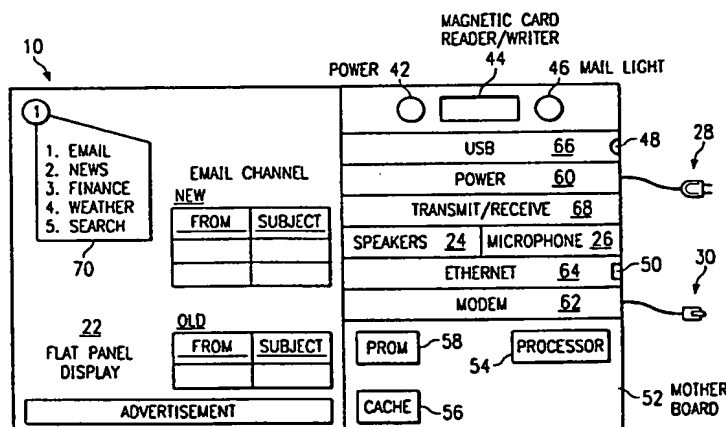 MAGNETIC CARD
READER/WRITER
10
POWER 42
44
46 MAIL LIGHT
1
1. EMAIL
2. NEWS
3. FINANCE
4. WEATHER
5. SEARCH
70
EMAIL CHANNEL
NEW
FROM SUBJECT
22
FLAT PANEL
DISPLAY
OLD
FROM SUBJECT
ADVERTISEMENT
USB 66
48
28
POWER 60
TRANSMIT/RECEIVE 68
SPEAKERS 24 MICROPHONE 26
ETHERNET 64
50
30
MODEM 62
PROM 58
PROCESSOR
54
CACHE 56
52 MOTHER
BOARD